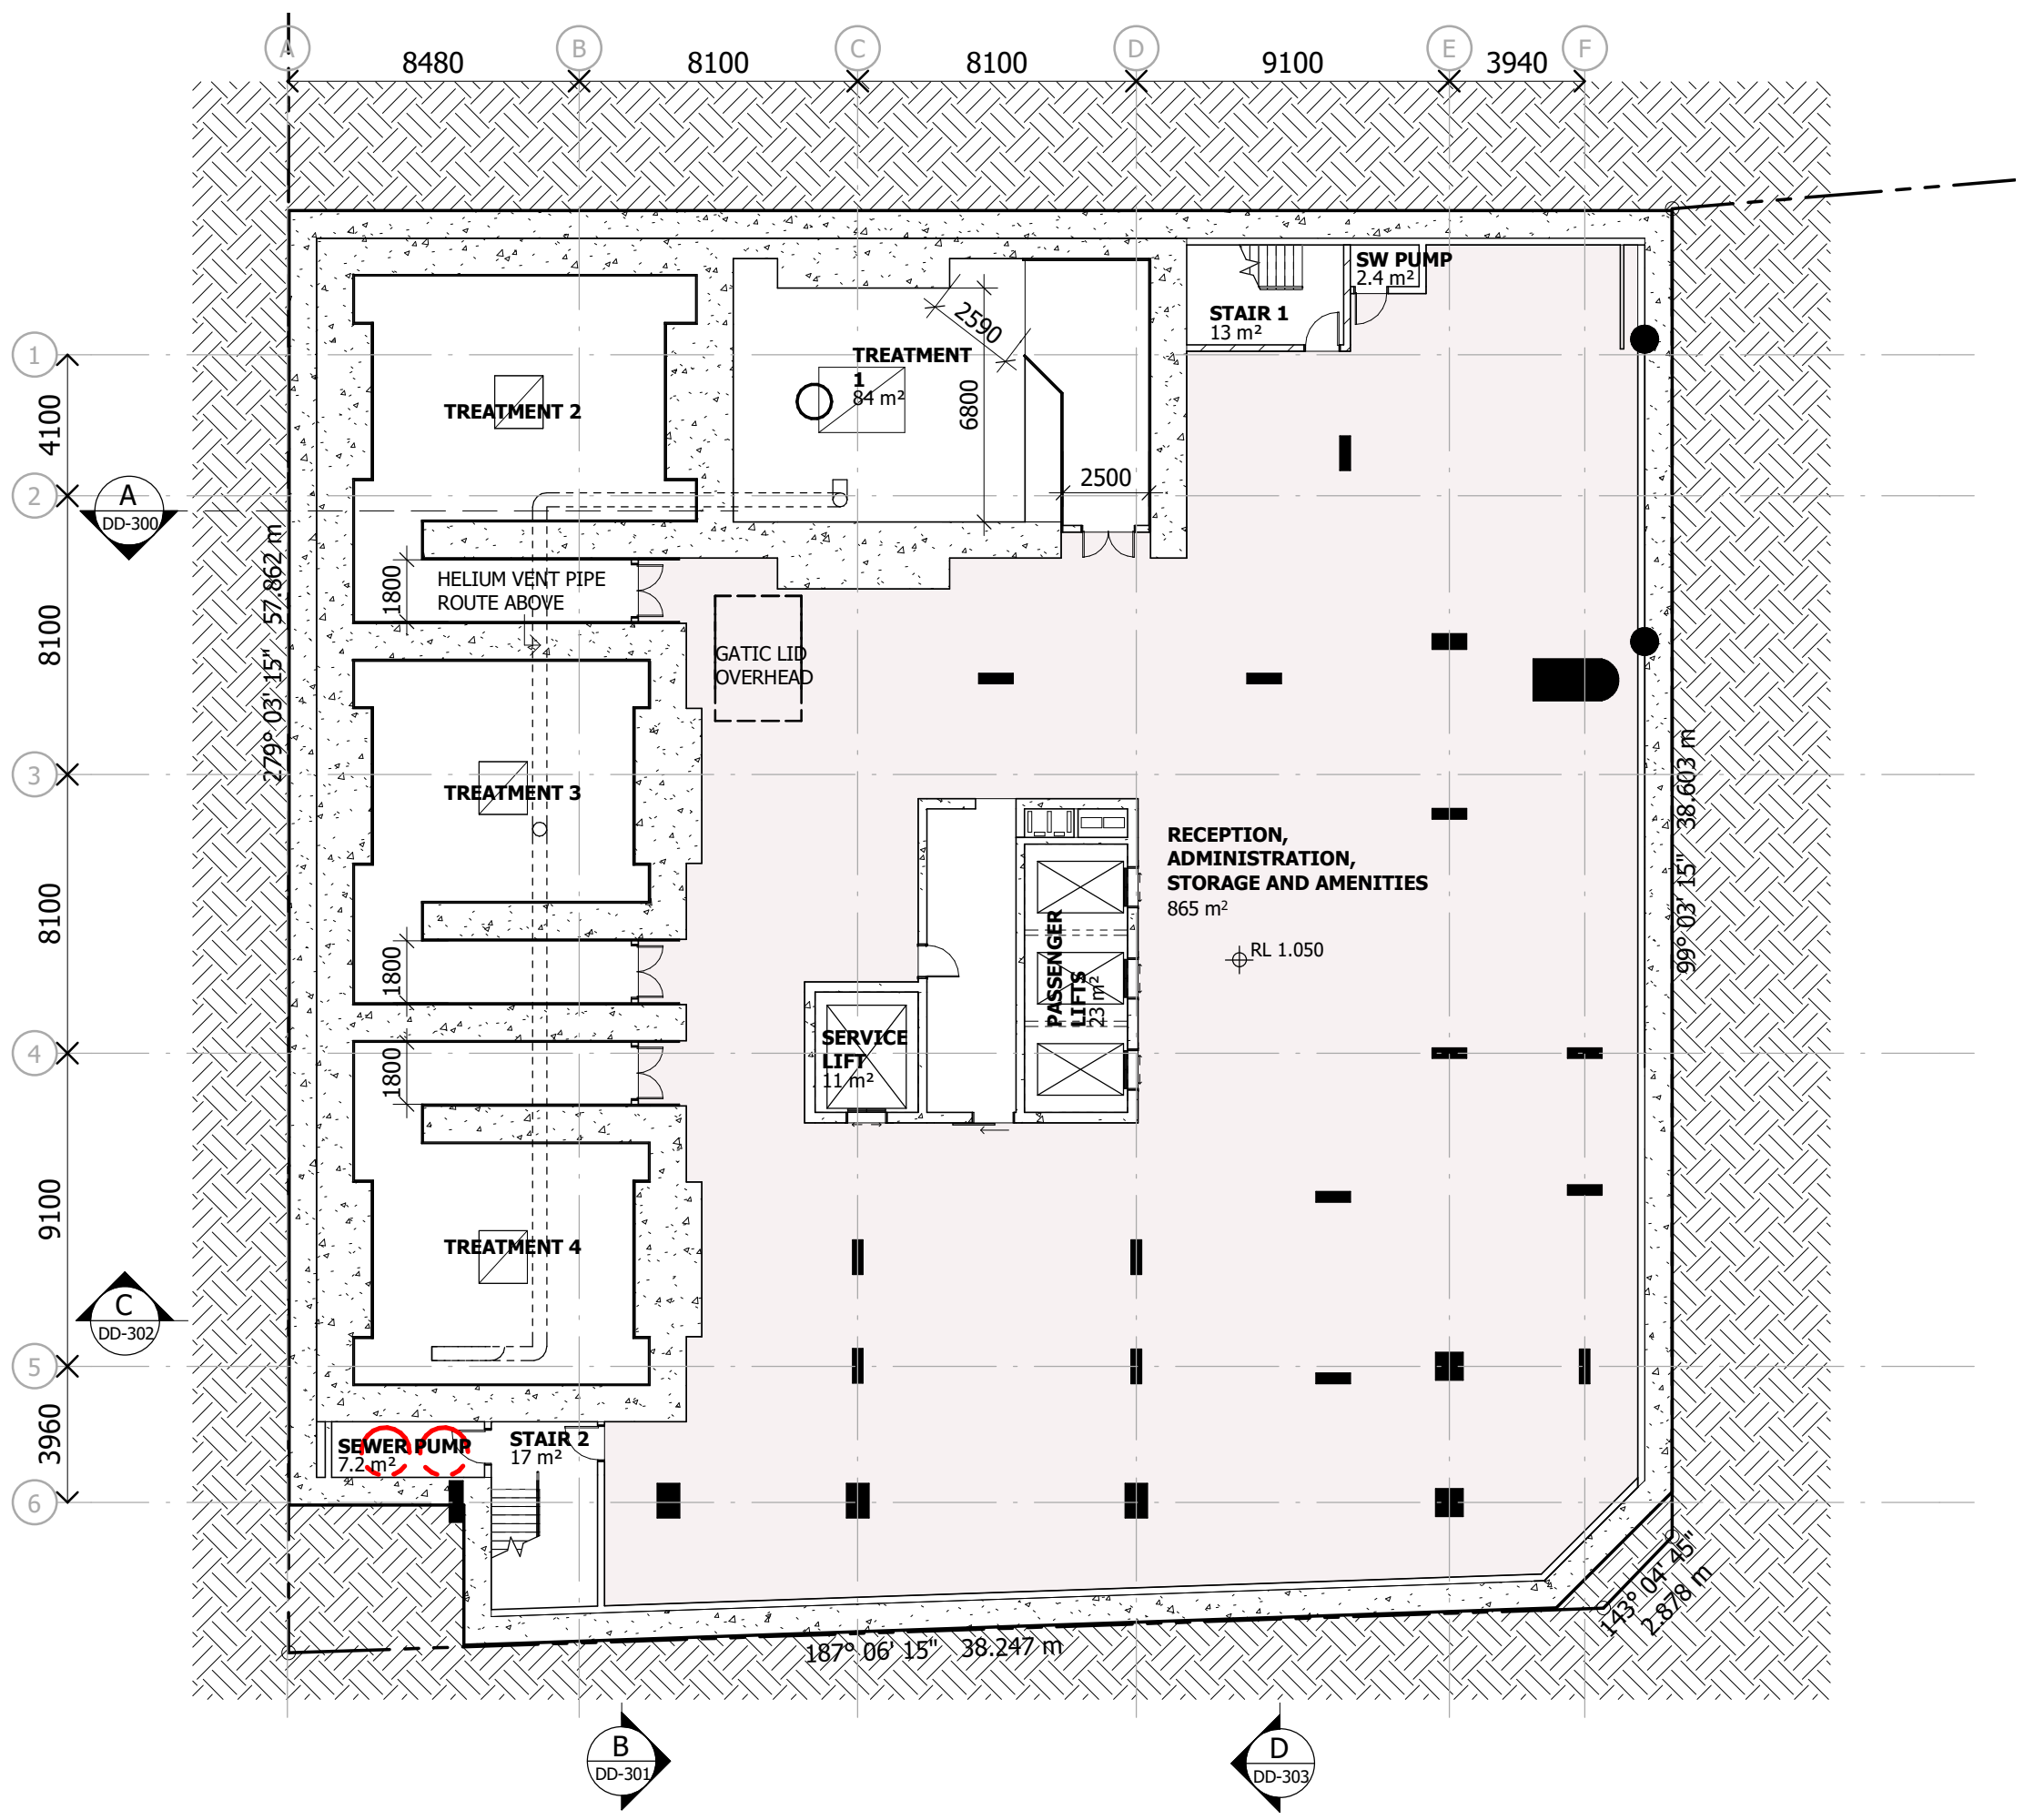 A
B
C
D
E
F
8480
8100
8100
9100
3940
SW PUMP
2.4 m²
STAIR 1
13 m²
2590
TREATMENT
1
84 m²
6800
TREATMENT 2
1
4100
2
A
DD-300
2500
279° 03' 15" 57.862 m
1800
HELIUM VENT PIPE
ROUTE ABOVE
8100
GATIC LID
OVERHEAD
3
TREATMENT 3
99° 03' 15" 38.603 m
RECEPTION,
ADMINISTRATION,
STORAGE AND AMENITIES
865 m²
RL 1.050
8100
1800
PASSENGER
LIFTS
23 m²
SERVICE
LIFT
11 m²
4
1800
9100
TREATMENT 4
C
DD-302
5
3960
SEWER PUMP
7.2 m²
STAIR 2
17 m²
6
143° 04' 45"
2.878 m
187° 06' 15" 38.247 m
B
DD-301
D
DD-303